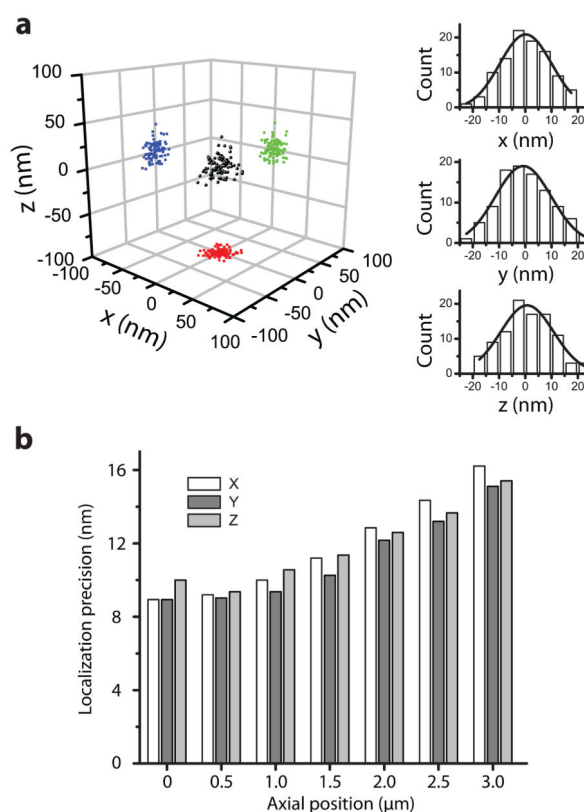 a
100
50
0
-50
-100
z (nm)
-100
-50
0
50
100
x (nm)
-100
-50
0
50
100
y (nm)
20
10
0
Count
-20 -10 0 10 20
x (nm)
20
10
0
Count
-20 -10 0 10 20
y (nm)
20
10
0
Count
-20 -10 0 10 20
z (nm)
b
16
12
8
4
0
Localization precision (nm)
X
Y
Z
0 0.5 1.0 1.5 2.0 2.5 3.0
Axial position (μm)